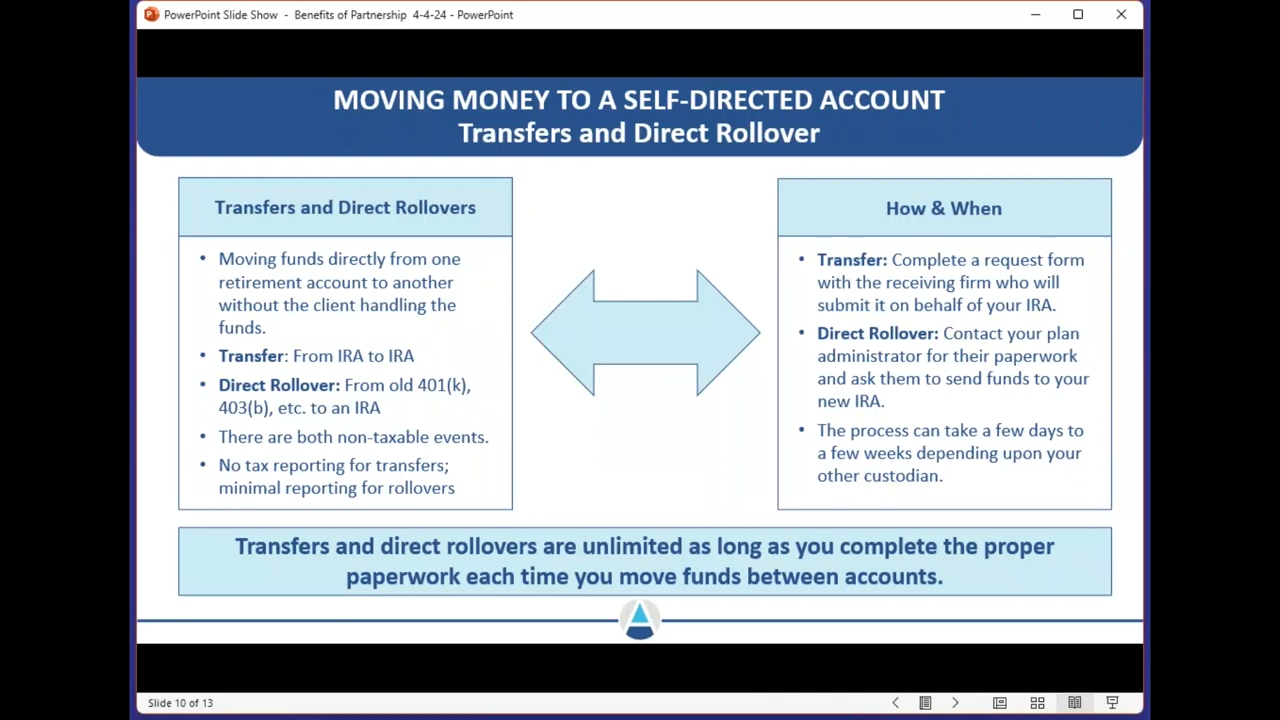 PowerPoint Slide Show - Benefits of Partnership 4-4-24 - PowerPoint
MOVING MONEY TO A SELF-DIRECTED ACCOUNT
Transfers and Direct Rollover
Transfers and Direct Rollovers
• Moving funds directly from one
retirement account to another
without the client handling the
funds.
• Transfer: From IRA to IRA
• Direct Rollover: From old 401(k),
403(b), etc. to an IRA
• There are both non-taxable events.
• No tax reporting for transfers;
minimal reporting for rollovers
How & When
• Transfer: Complete a request form
with the receiving firm who will
submit it on behalf of your IRA.
• Direct Rollover: Contact your plan
administrator for their paperwork
and ask them to send funds to your
new IRA.
• The process can take a few days to
a few weeks depending upon your
other custodian.
Transfers and direct rollovers are unlimited as long as you complete the proper
paperwork each time you move funds between accounts.
Slide 10 of 13